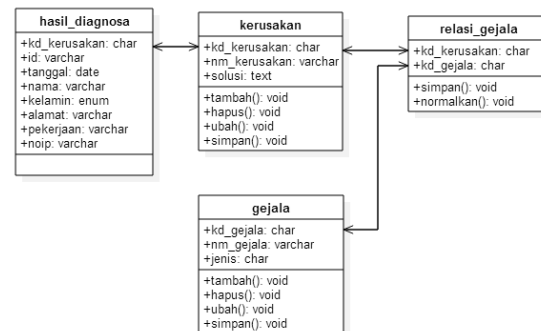 hasil_diagnosa
+kd_kerusakan: char
+id: varchar
+tanggal: date
+nama: varchar
+kelamin: enum
+alamat: varchar
+pekerjaan: varchar
+noip: varchar
kerusakan
+kd_kerusakan: char
+nm_kerusakan: varchar
+solusi: text
+tambah(): void
+hapus(): void
+ubah(): void
+simpan(): void
relasi_gejala
+kd_kerusakan: char
+kd_gejala: char
+simpan(): void
+normalkan(): void
gejala
+kd_gejala: char
+nm_gejala: varchar
+jenis: char
+tambah(): void
+hapus(): void
+ubah(): void
+simpan(): void